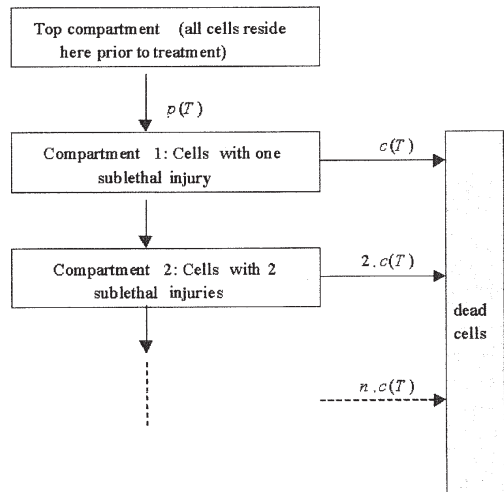 Top compartment (all cells reside
here prior to treatment)
p(T)
Compartment 1: Cells with one
sublethal injury
c(T)
Compartment 2: Cells with 2
sublethal injuries
2.c(T)
dead
cells
n.c(T)